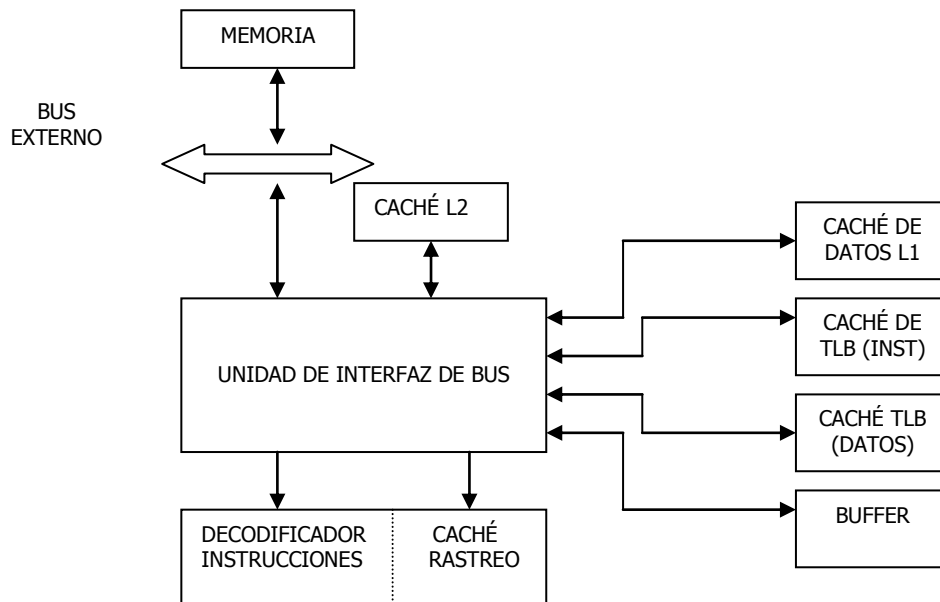 MEMORIA
BUS
EXTERNO
CACHÉ L2
CACHÉ DE
DATOS L1
CACHÉ DE
TLB (INST)
UNIDAD DE INTERFAZ DE BUS
CACHÉ TLB
(DATOS)
BUFFER
DECODIFICADOR
INSTRUCCIONES
CACHÉ
RASTREO